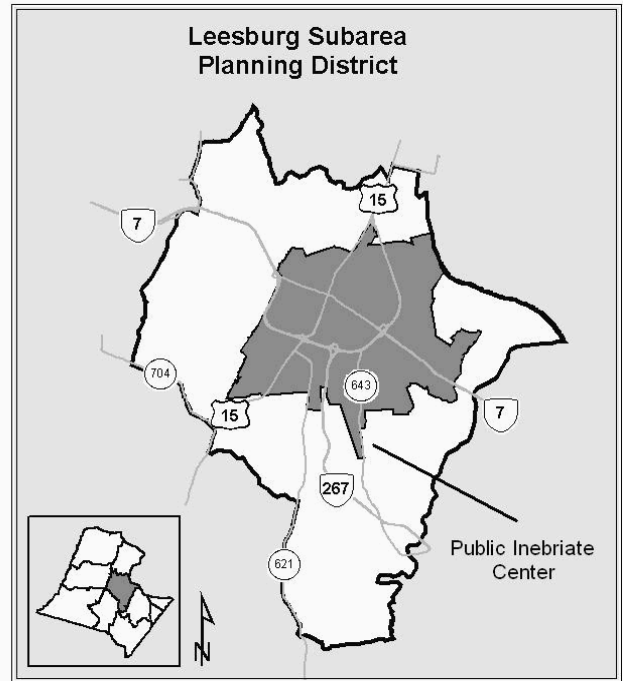 Leesburg Subarea
Planning District
15
7
704
15
643
7
267
621
Public Inebriate
Center
N